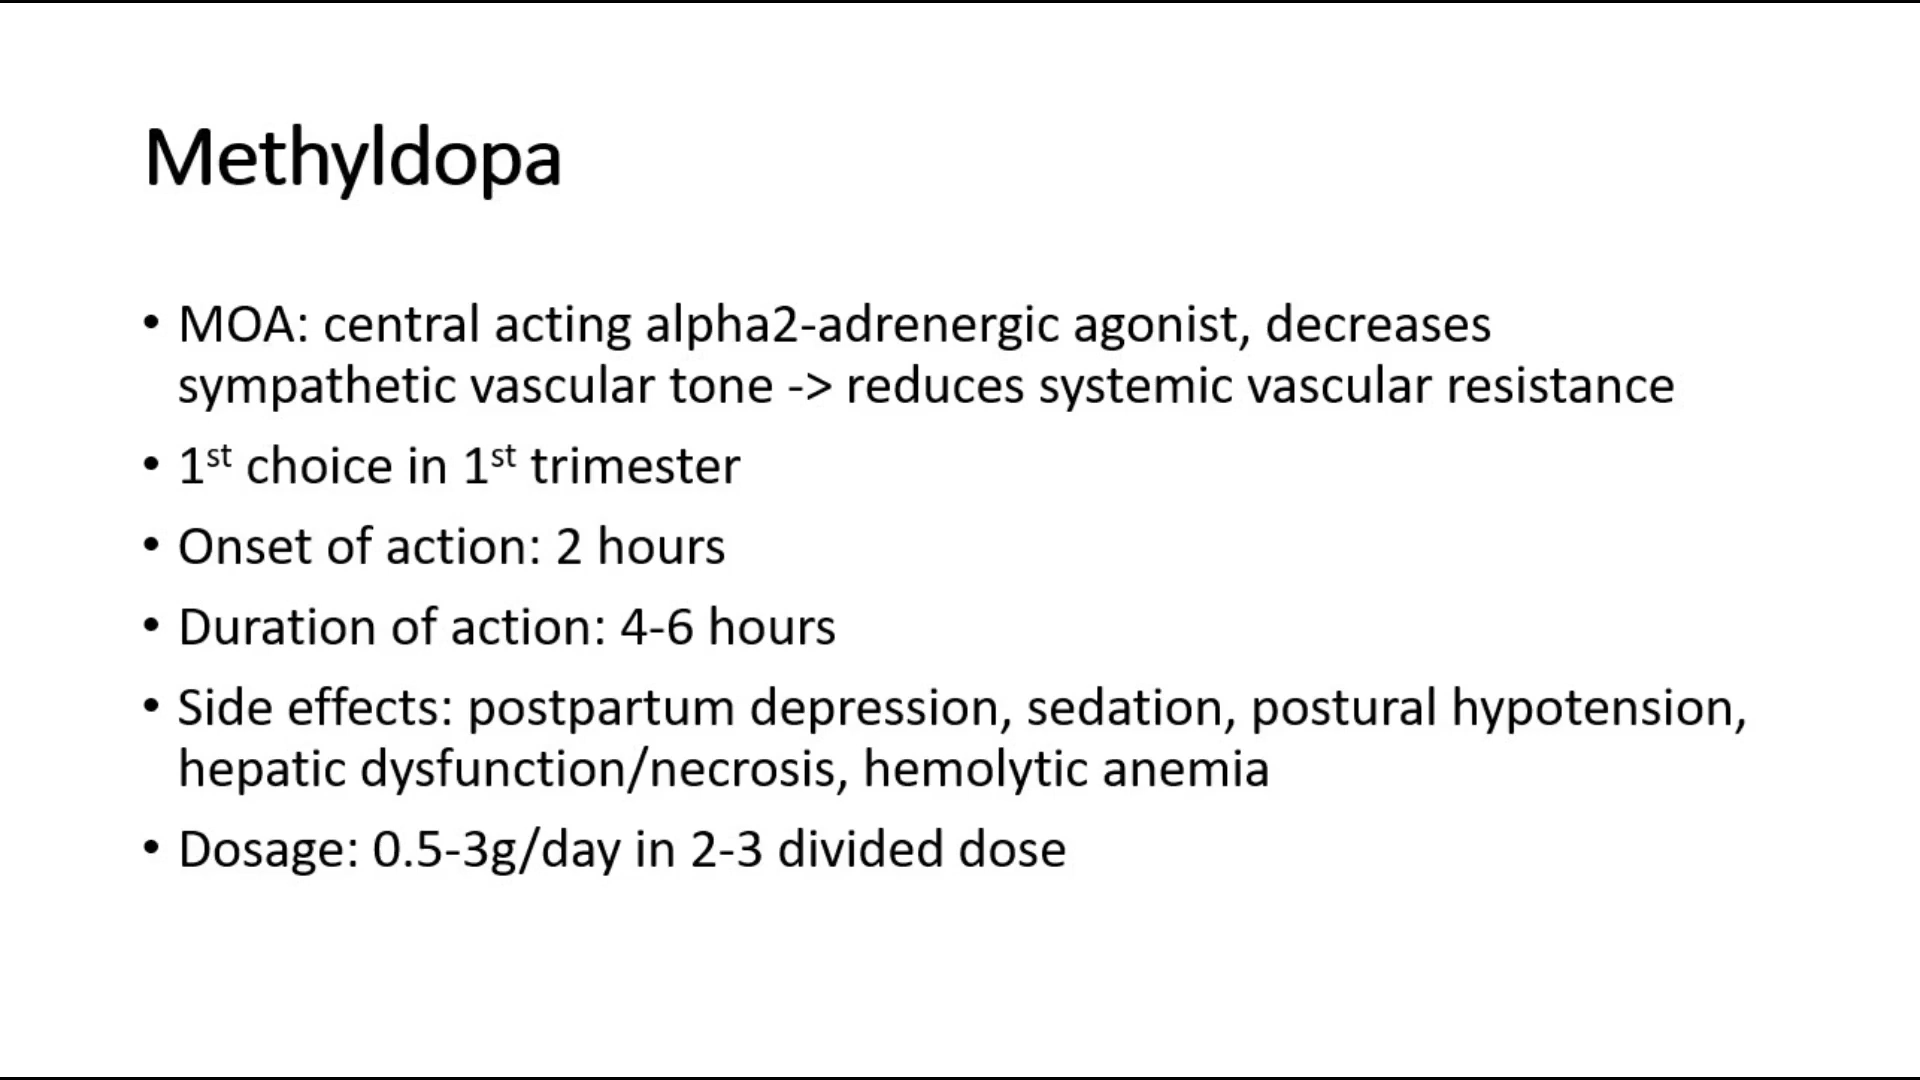 Methyldopa
• MOA: central acting alpha2-adrenergic agonist, decreases
sympathetic vascular tone -> reduces systemic vascular resistance
• 1st choice in 1st trimester
• Onset of action: 2 hours
• Duration of action: 4-6 hours
• Side effects: postpartum depression, sedation, postural hypotension,
hepatic dysfunction/necrosis, hemolytic anemia
• Dosage: 0.5-3g/day in 2-3 divided dose